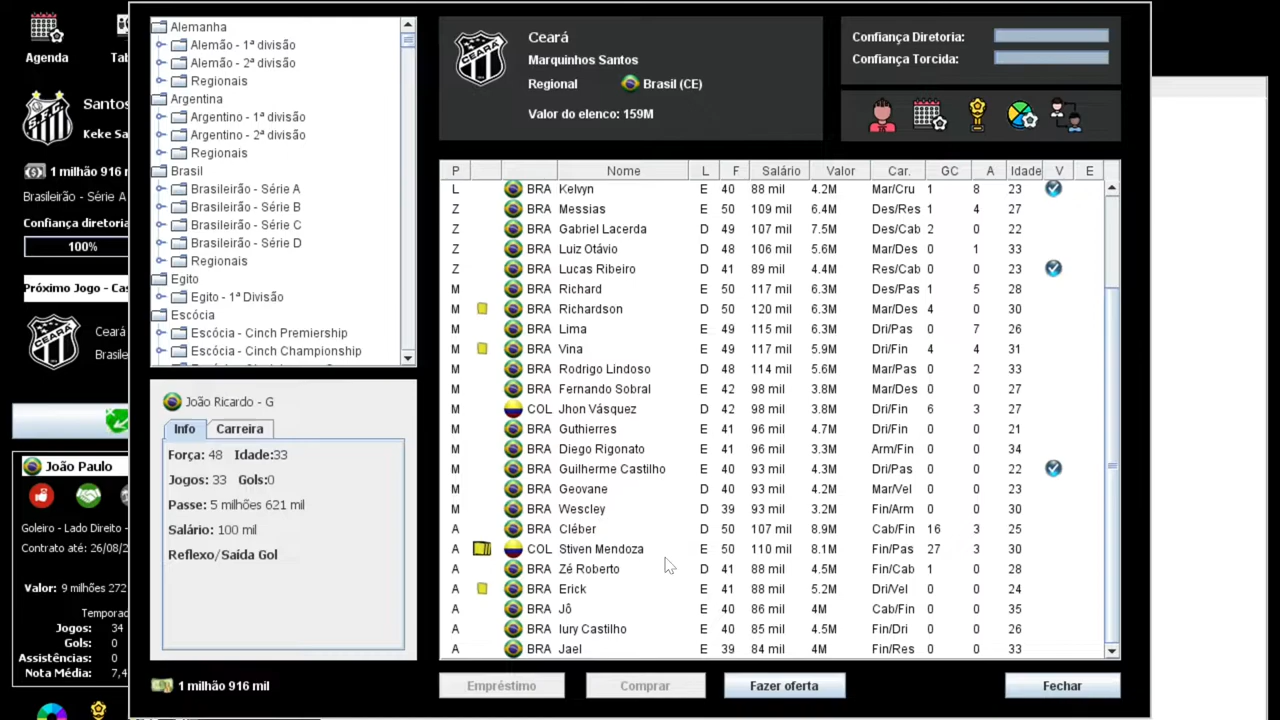 Agenda
Tab
Santos
Keke Sa
1 milhão 916 m
Brasileirão - Série A
Confiança diretoria
100%
Próximo Jogo - Cas
Ceará
Brasile
João Paulo
Goleiro - Lado Direito -
Contrato até: 26/08/2
Valor: 9 milhões 272
Temporad
Jogos: 34
Gols: 0
Assistências: 0
Nota Média: 7,4
Alemanha
Alemão - 1ª divisão
Alemão - 2ª divisão
Regionais
Argentina
Argentino - 1ª divisão
Argentino - 2ª divisão
Regionais
Brasil
Brasileirão - Série A
Brasileirão - Série B
Brasileirão - Série C
Brasileirão - Série D
Regionais
Egito
Egito - 1ª Divisão
Escócia
Escócia - Cinch Premiership
Escócia - Cinch Championship
João Ricardo - G
Info Carreira
Força: 48 Idade:33
Jogos: 33 Gols:0
Passe: 5 milhões 621 mil
Salário: 100 mil
Reflexo/Saída Gol
1 milhão 916 mil
CEARÁ
Ceará
Marquinhos Santos
Regional Brasil (CE)
Valor do elenco: 159M
Confiança Diretoria:
Confiança Torcida:
P Nome L F Salário Valor Car. GC A Idade V E
L BRA Kelvyn E 40 88 mil 4.2M Mar/Cru 1 8 23
Z BRA Messias E 50 109 mil 6.4M Des/Res 1 4 27
Z BRA Gabriel Lacerda D 49 107 mil 7.5M Des/Cab 2 0 22
Z BRA Luiz Otávio D 48 106 mil 5.6M Mar/Des 0 1 33
Z BRA Lucas Ribeiro D 41 89 mil 4.4M Res/Cab 0 0 23
M BRA Richard E 50 117 mil 6.3M Des/Pas 1 5 28
M BRA Richardson D 50 120 mil 6.3M Mar/Des 4 0 30
M BRA Lima E 49 115 mil 6.3M Dri/Pas 0 7 26
M BRA Vina E 49 117 mil 5.9M Dri/Fin 4 4 31
M BRA Rodrigo Lindoso D 48 114 mil 5.6M Mar/Pas 0 2 33
M BRA Fernando Sobral E 42 98 mil 3.8M Mar/Des 0 0 27
M COL Jhon Vásquez D 42 98 mil 3.8M Dri/Fin 6 3 27
M BRA Guthierres E 41 96 mil 4.7M Dri/Fin 0 0 21
M BRA Diego Rigonato E 41 96 mil 3.3M Arm/Fin 0 0 34
M BRA Guilherme Castilho E 40 93 mil 4.3M Dri/Pas 0 0 22
M BRA Geovane D 40 93 mil 4.2M Mar/Vel 0 0 23
M BRA Wescley D 39 93 mil 3.2M Fin/Arm 0 0 30
A BRA Cléber D 50 107 mil 8.9M Cab/Fin 16 3 25
A COL Stiven Mendoza E 50 110 mil 8.1M Fin/Pas 27 3 30
A BRA Zé Roberto D 41 88 mil 4.5M Fin/Cab 1 0 28
A BRA Erick E 41 88 mil 5.2M Dri/Vel 0 0 24
A BRA Jô E 40 86 mil 4M Cab/Fin 0 0 35
A BRA Iury Castilho E 40 85 mil 4.5M Fin/Dri 0 0 26
A BRA Jael E 39 84 mil 4M Fin/Res 0 0 33
Empréstimo Comprar Fazer oferta Fechar